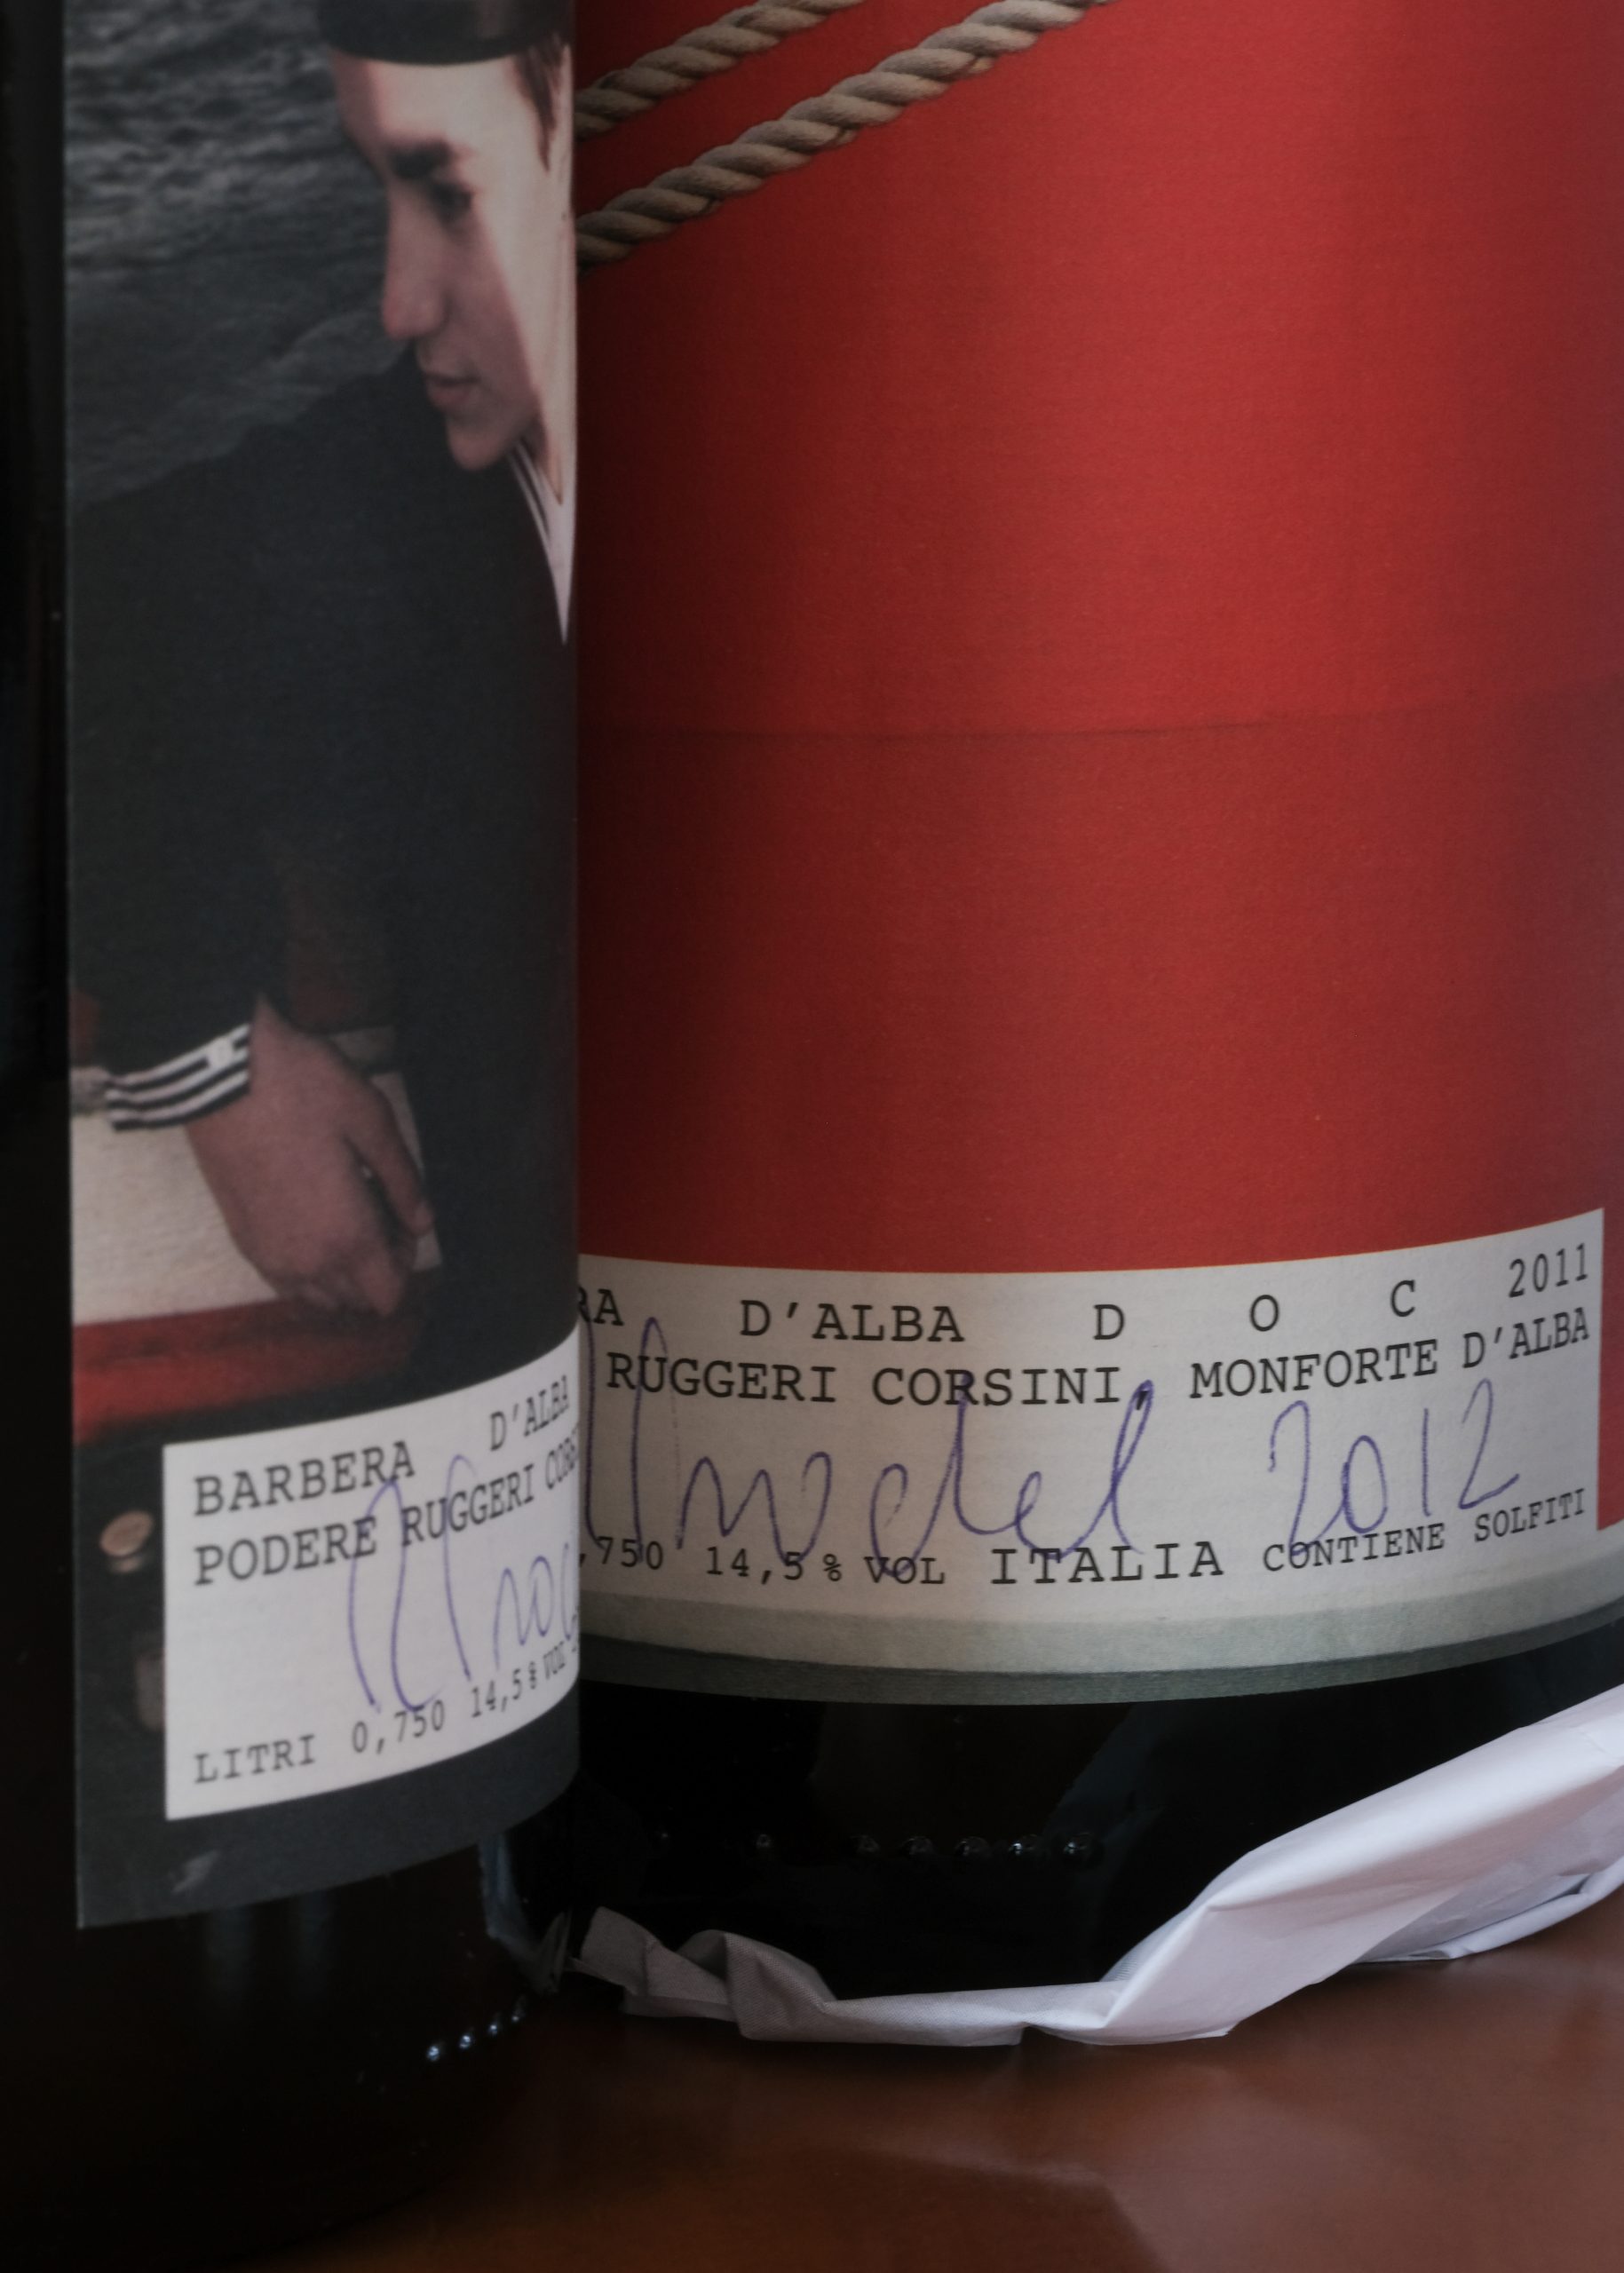 BARBERA D'ALBA
PODERE RUGGERI CORS
LITRI 0,750 14,5% VOL
RA D'ALBA D O C 2011
RUGGERI CORSINI, MONFORTE D'ALBA
2012
,750 14,5% VOL ITALIA CONTIENE SOLFITI